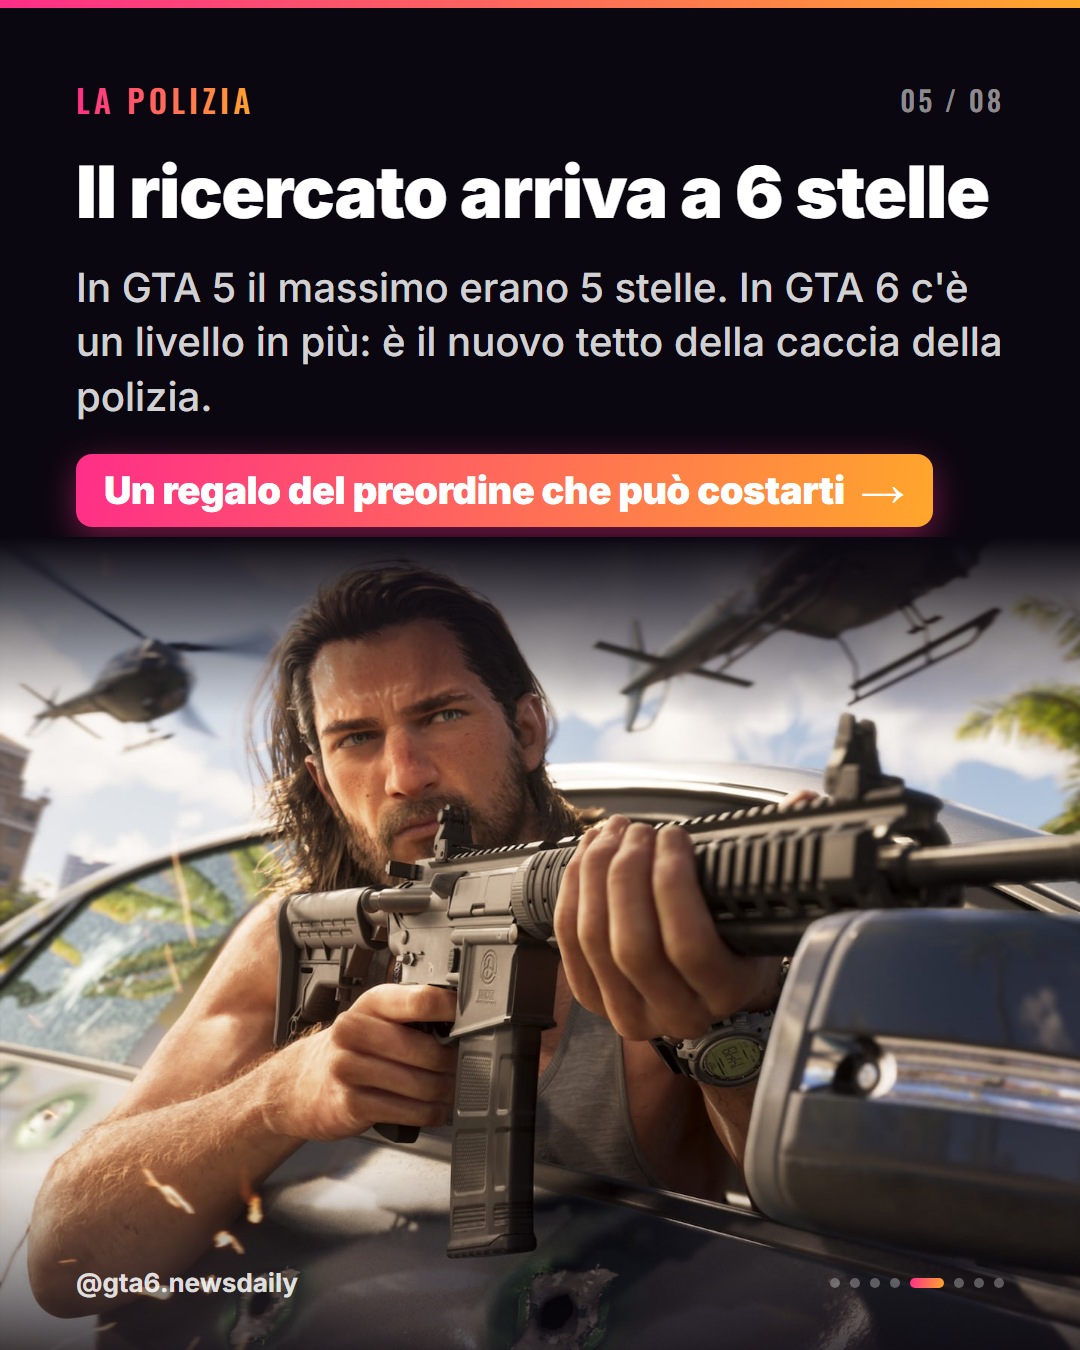 LA POLIZIA
05 / 08
Il ricercato arriva a 6 stelle
In GTA 5 il massimo erano 5 stelle. In GTA 6 c'è
un livello in più: è il nuovo tetto della caccia della
polizia.
Un regalo del preordine che può costarti →
@gta6.newsdaily